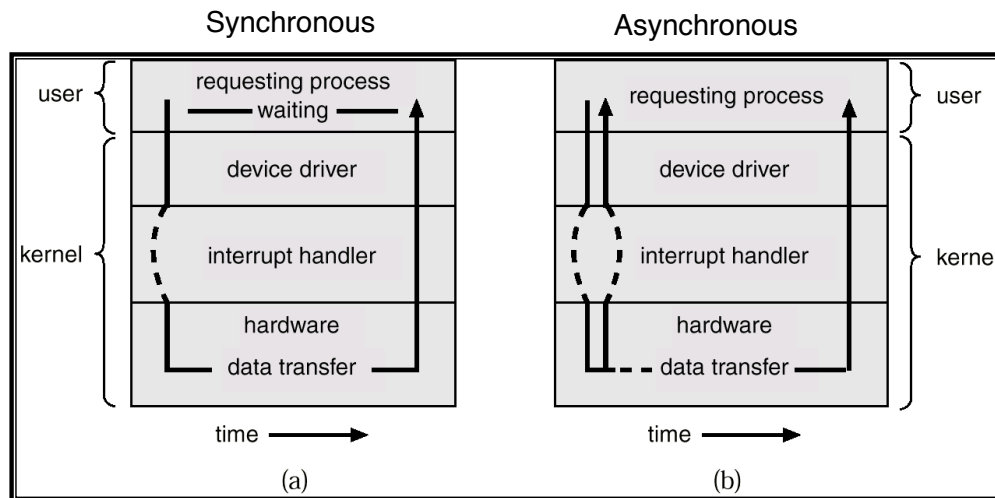 Synchronous
Asynchronous
user
requesting process
waiting
device driver
kernel
interrupt handler
hardware
data transfer
time
(a)
requesting process
user
device driver
interrupt handler
kerne
hardware
data transfer
time
(b)